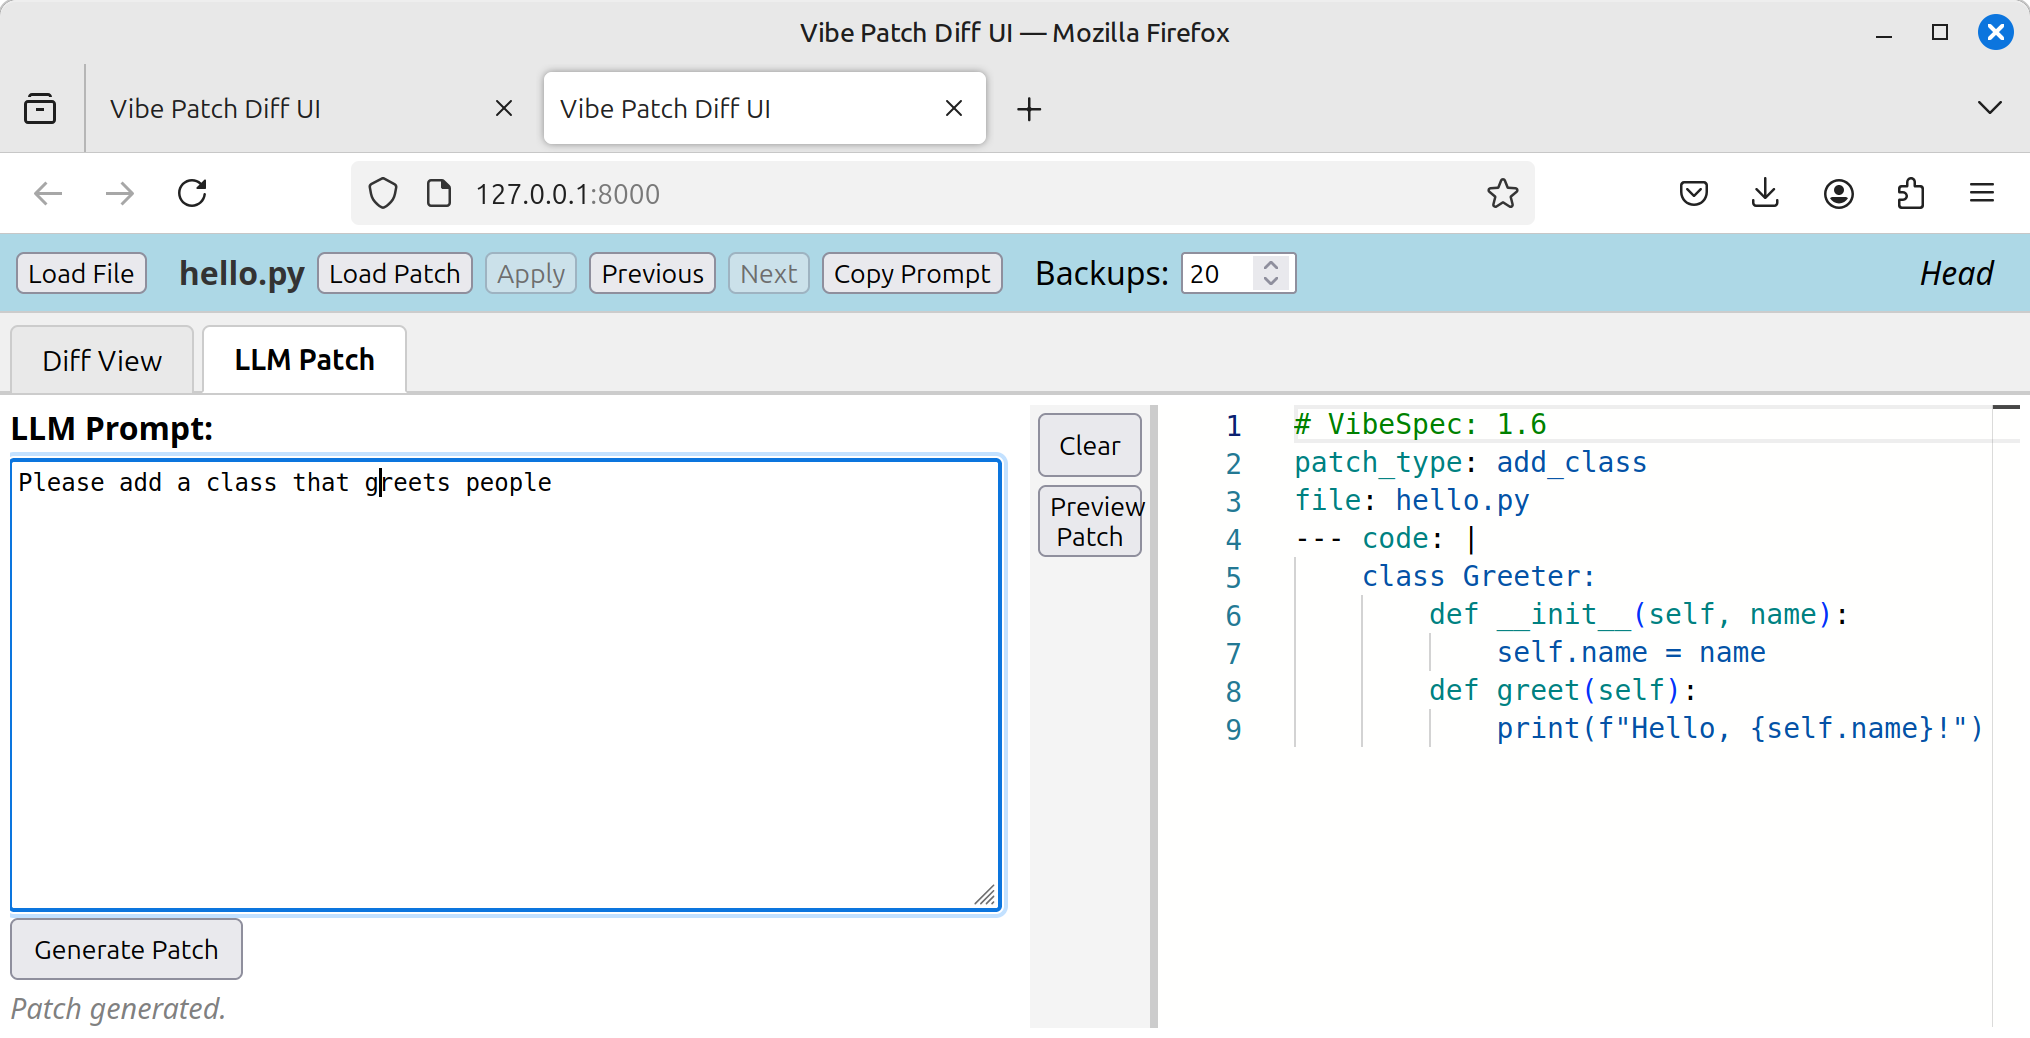 Vibe Patch Diff UI — Mozilla Firefox
Vibe Patch Diff UI
Vibe Patch Diff UI
127.0.0.1:8000
Load File hello.py Load Patch Apply Previous Next Copy Prompt Backups: 20 Head
Diff View LLM Patch
LLM Prompt:
Please add a class that greets people
Generate Patch
Patch generated.
Clear
Preview
Patch
1 # VibeSpec: 1.6
2 patch_type: add_class
3 file: hello.py
4 --- code: |
5     class Greeter:
6         def __init__(self, name):
7             self.name = name
8         def greet(self):
9             print(f"Hello, {self.name}!")